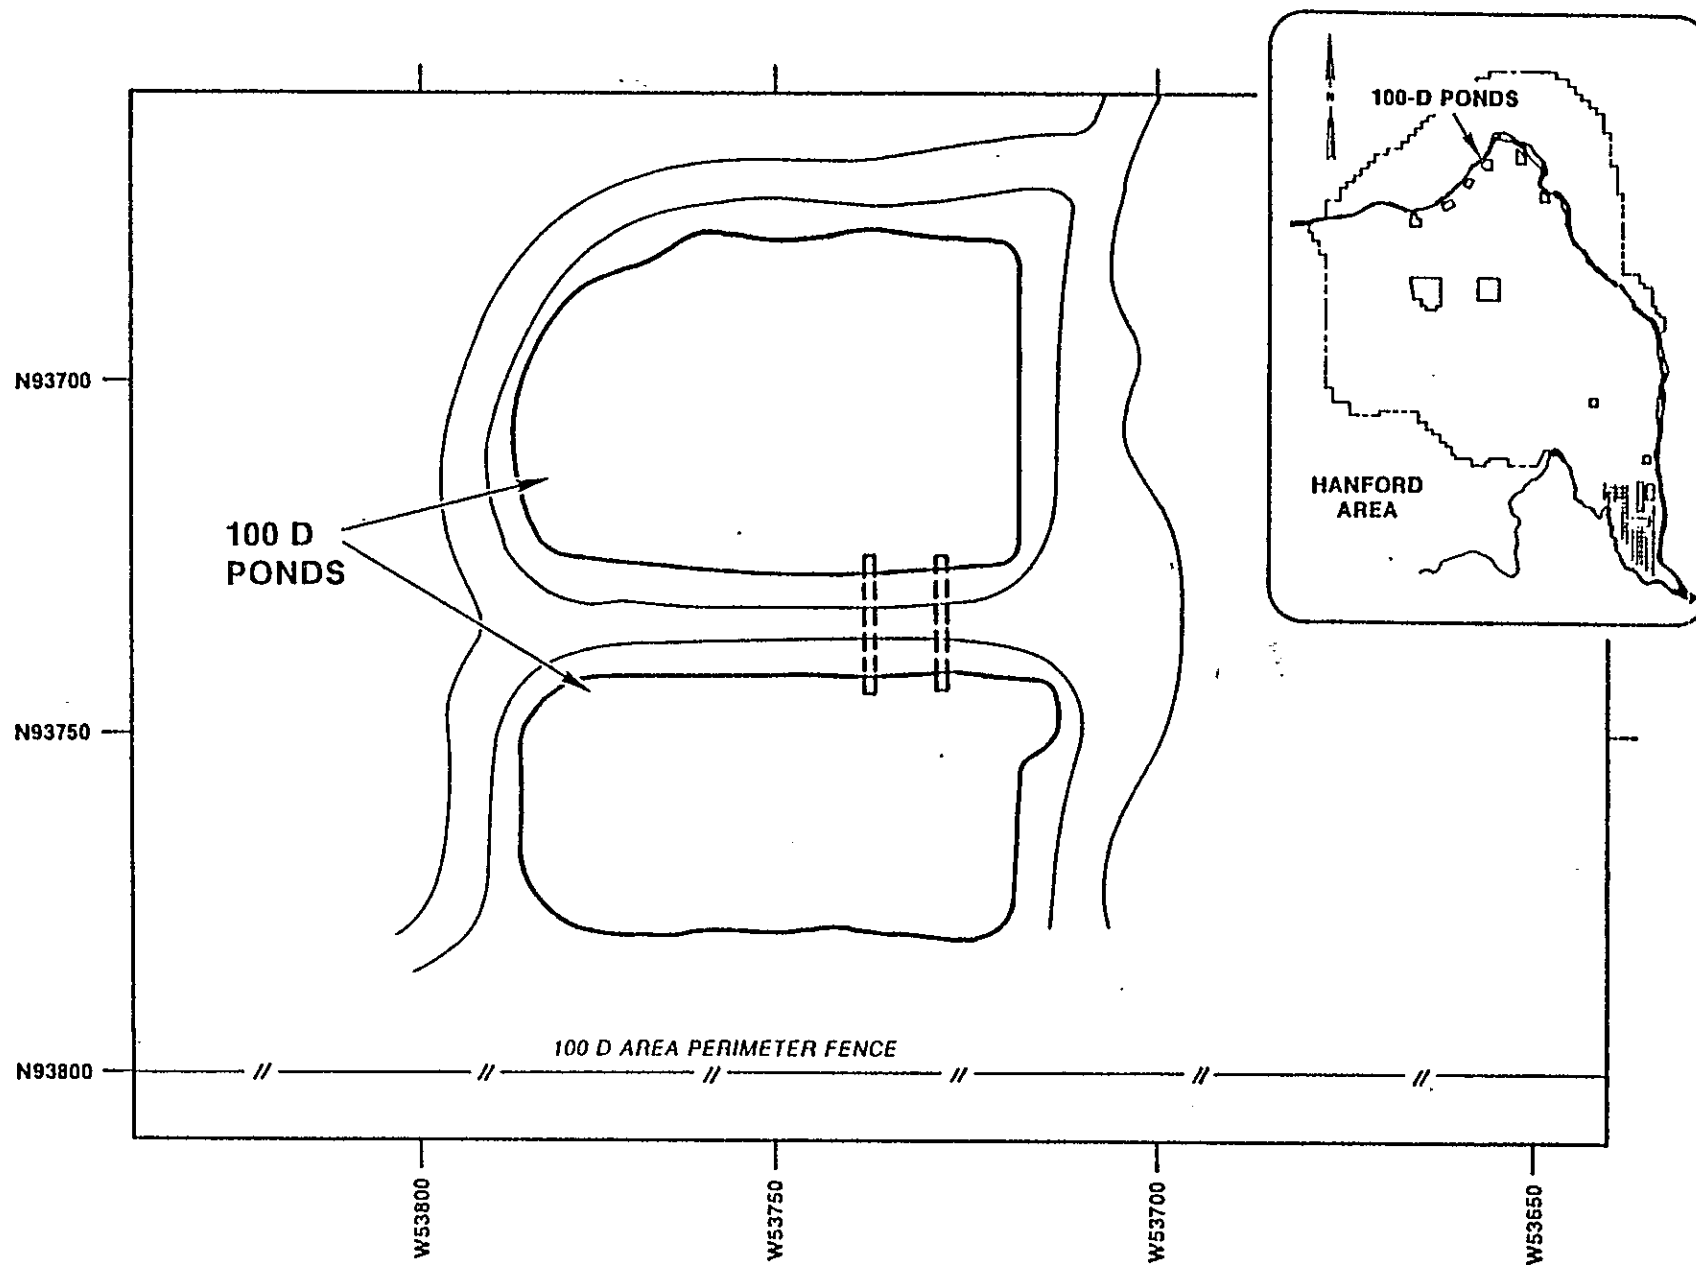 N
100-D PONDS
HANFORD
AREA
N93700
100 D
PONDS
N93750
100 D AREA PERIMETER FENCE
N93800
W53800
W53750
W53700
W53650